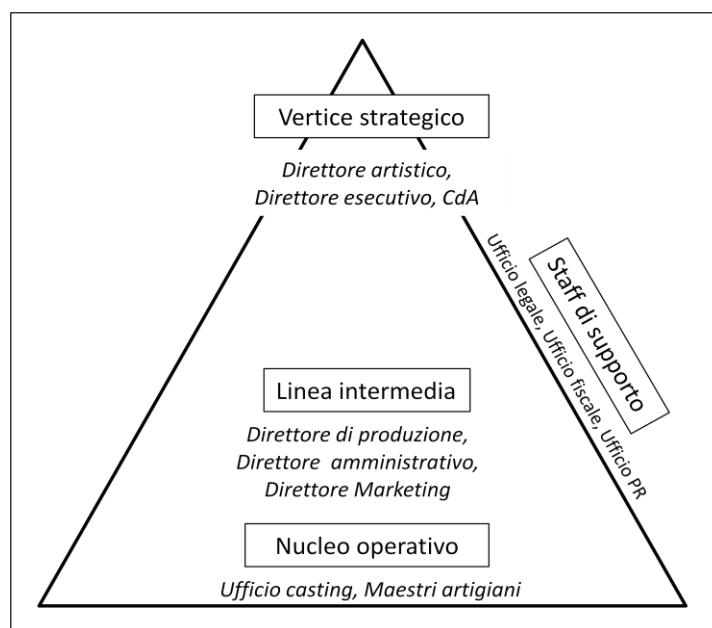 Vertice strategico
Direttore artistico,
Direttore esecutivo, CdA
Staff di supporto
Ufficio legale, Ufficio fiscale, Ufficio PR
Linea intermedia
Direttore di produzione,
Direttore amministrativo,
Direttore Marketing
Nucleo operativo
Ufficio casting, Maestri artigiani